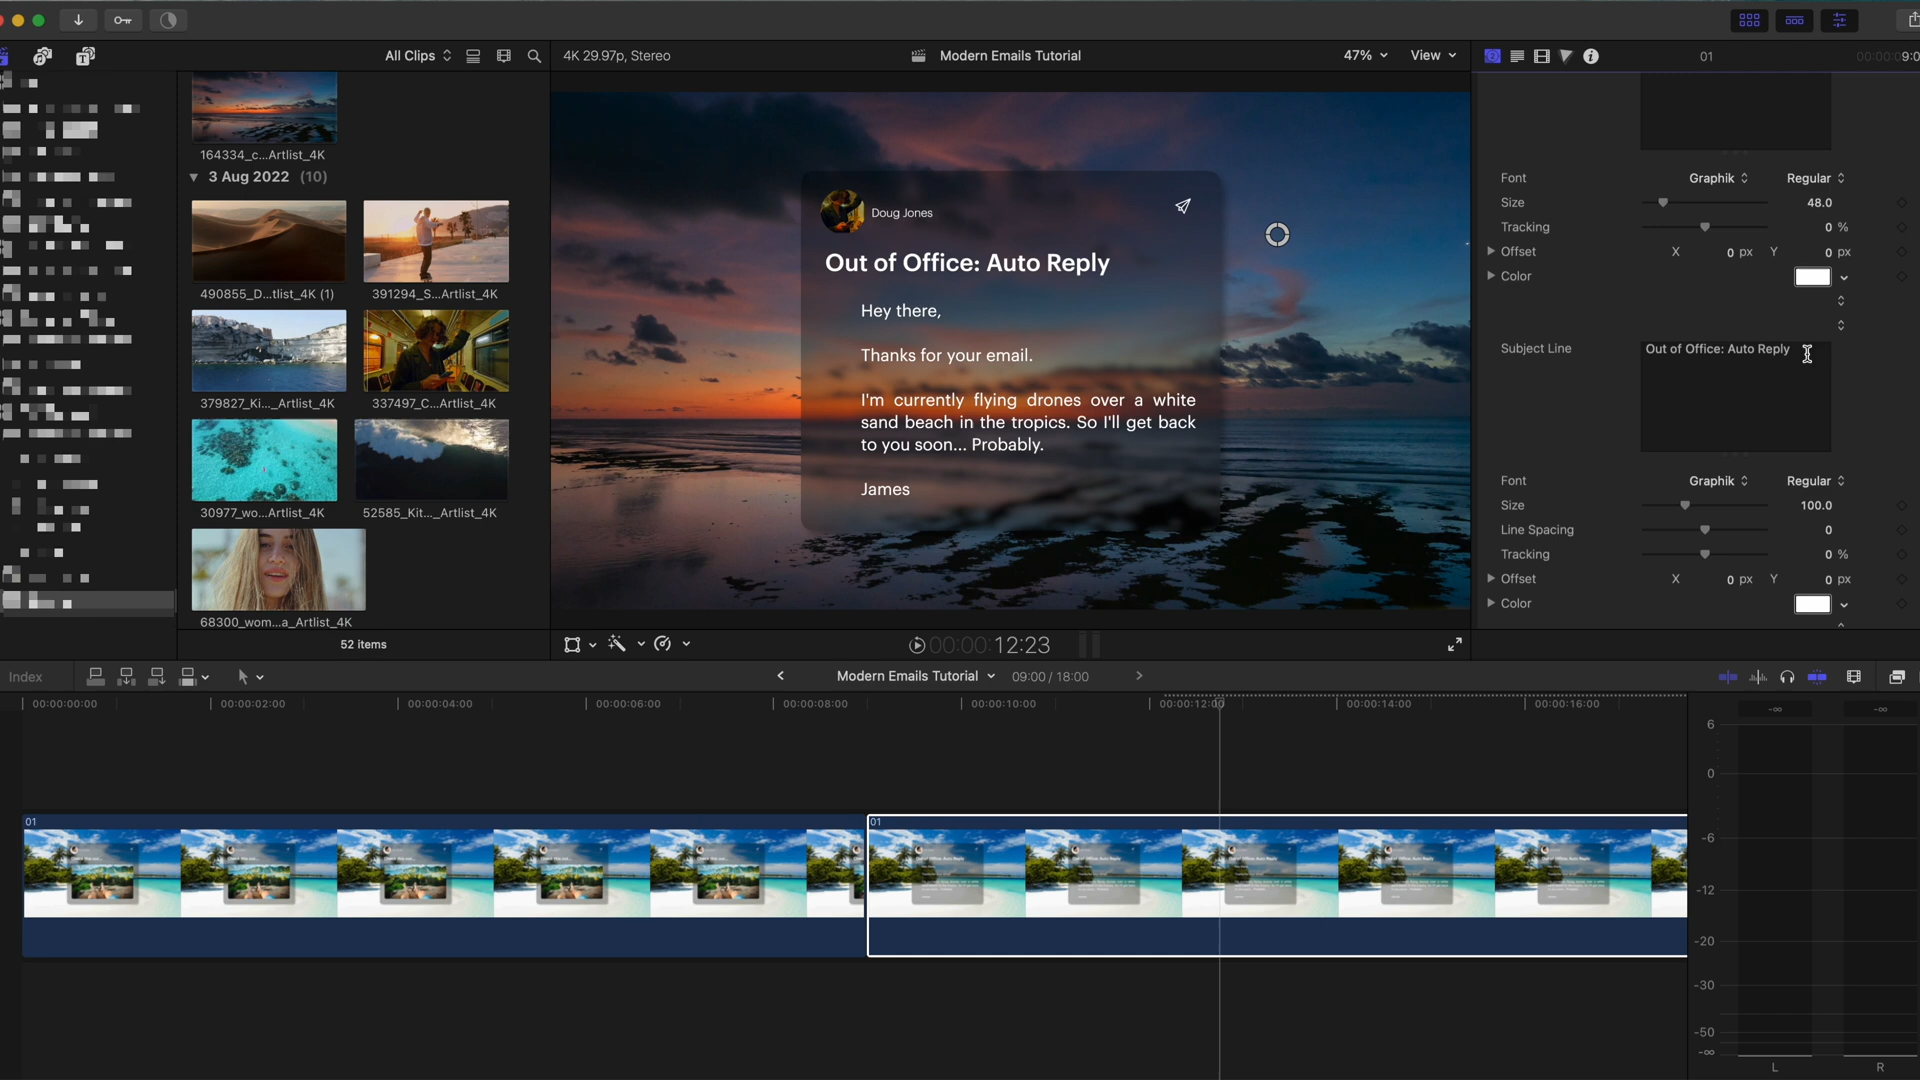 All Clips
4K 29.97p, Stereo
Modern Emails Tutorial
47%
View
01
9:0
164334_c...Artlist_4K
3 Aug 2022 (10)
490855_D...tlist_4K (1)
391294_S...Artlist_4K
379827_Ki..._Artlist_4K
337497_C...Artlist_4K
30977_wo...Artlist_4K
52585_Kit..._Artlist_4K
68300_wom...a_Artlist_4K
52 items
Doug Jones
Out of Office: Auto Reply
Hey there,
Thanks for your email.
I'm currently flying drones over a white
sand beach in the tropics. So I'll get back
to you soon... Probably.
James
00:00:00:12:23
Font Graphik Regular
Size 48.0
Tracking 0 %
Offset X 0 px Y 0 px
Color
Subject Line Out of Office: Auto Reply
Font Graphik Regular
Size 100.0
Line Spacing 0
Tracking 0 %
Offset X 0 px Y 0 px
Color
Index
Modern Emails Tutorial
09:00 / 18:00
00:00:00:00
00:00:02:00
00:00:04:00
00:00:06:00
00:00:08:00
00:00:10:00
00:00:12:00
00:00:14:00
00:00:16:00
01
01
-∞ -∞
6
0
-6
-12
-20
-30
-50
-∞
L R